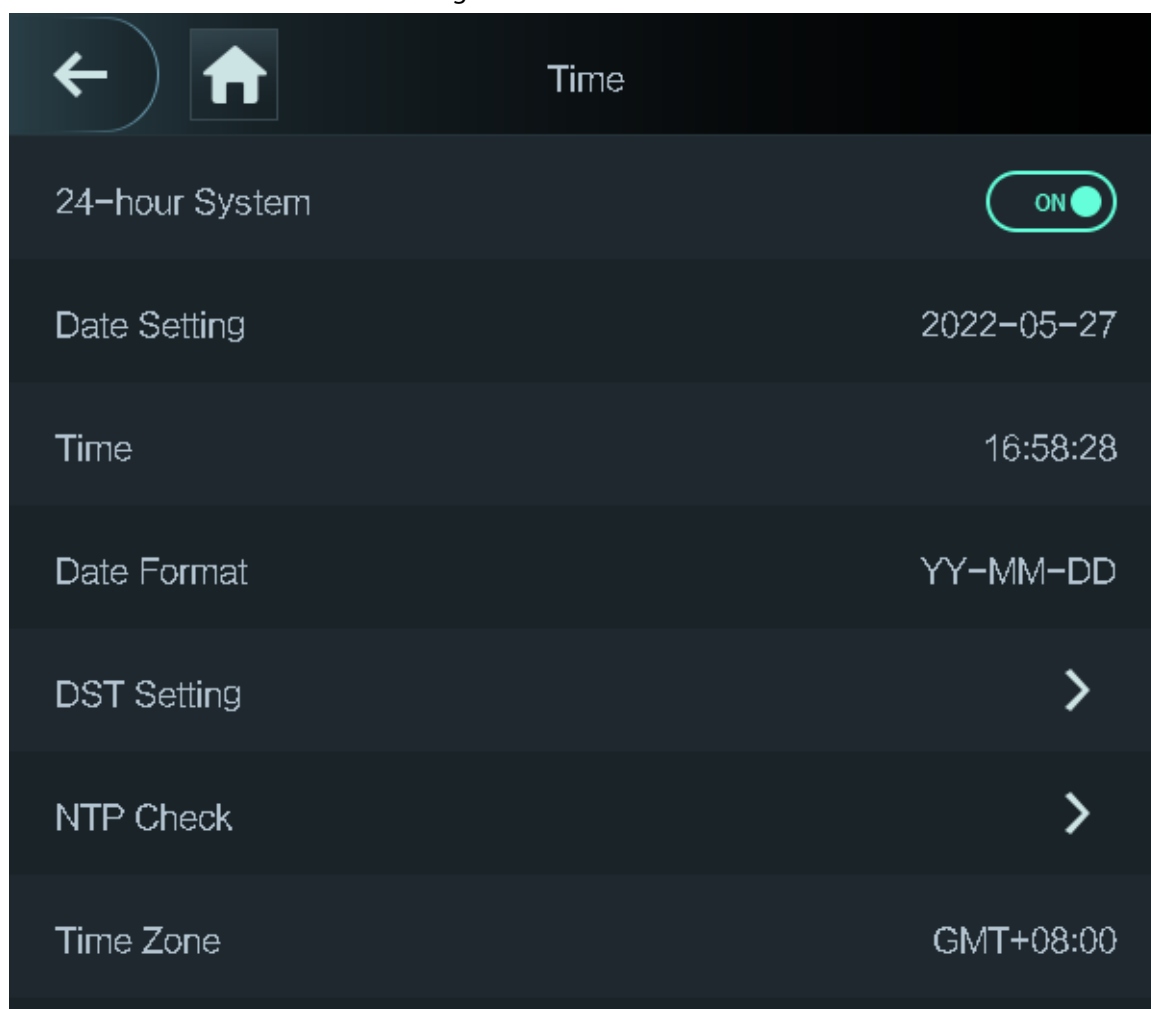 Time
24-hour System ON
Date Setting 2022-05-27
Time 16:58:28
Date Format YY-MM-DD
DST Setting
NTP Check
Time Zone GMT+08:00